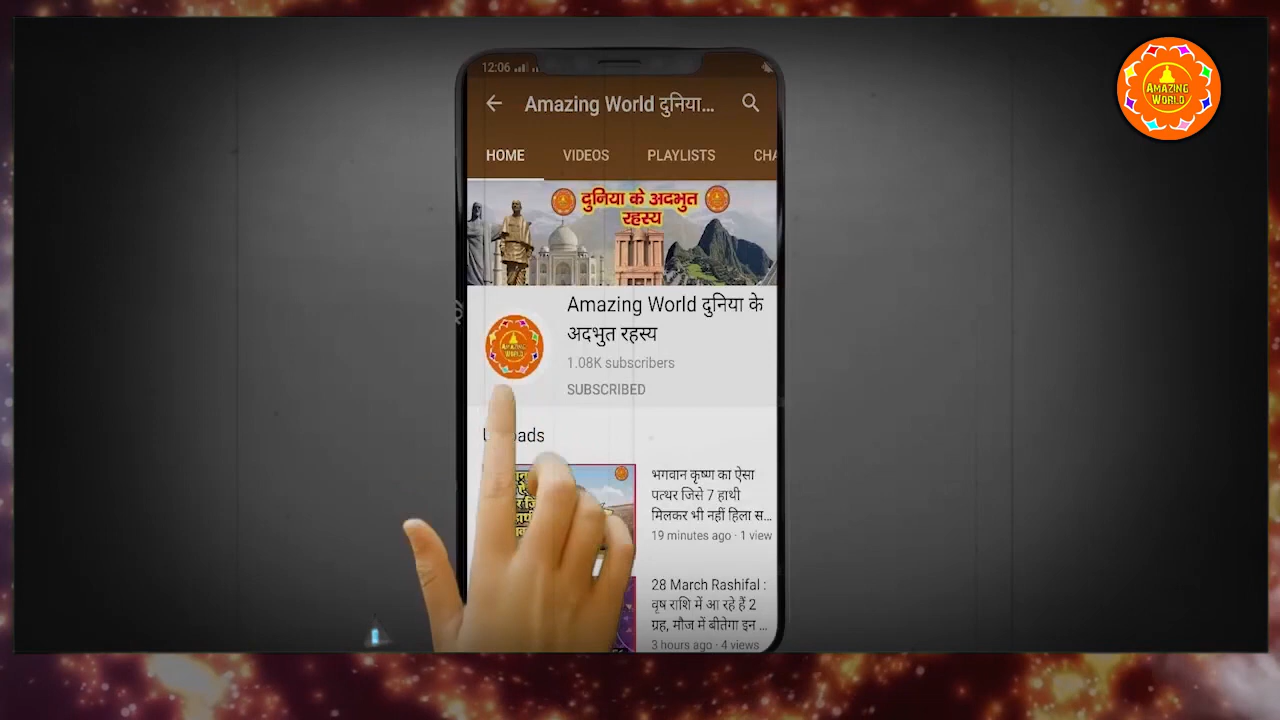 AMAZING
WORLD
12:06
Amazing World दुनिया...
HOME VIDEOS PLAYLISTS CHA
दुनिया के अदभुत
रहस्य
Amazing World दुनिया के
अदभुत रहस्य
AMAZING
WORLD
1.08K subscribers
SUBSCRIBED
भगवान कृष्ण का ऐसा
पत्थर जिसे 7 हाथी
मिलकर भी नहीं हिला स...
19 minutes ago · 1 view
28 March Rashifal :
वृष राशि में आ रहे हैं 2
ग्रह, मौज में बीतेगा इन ...
3 hours ago · 4 views